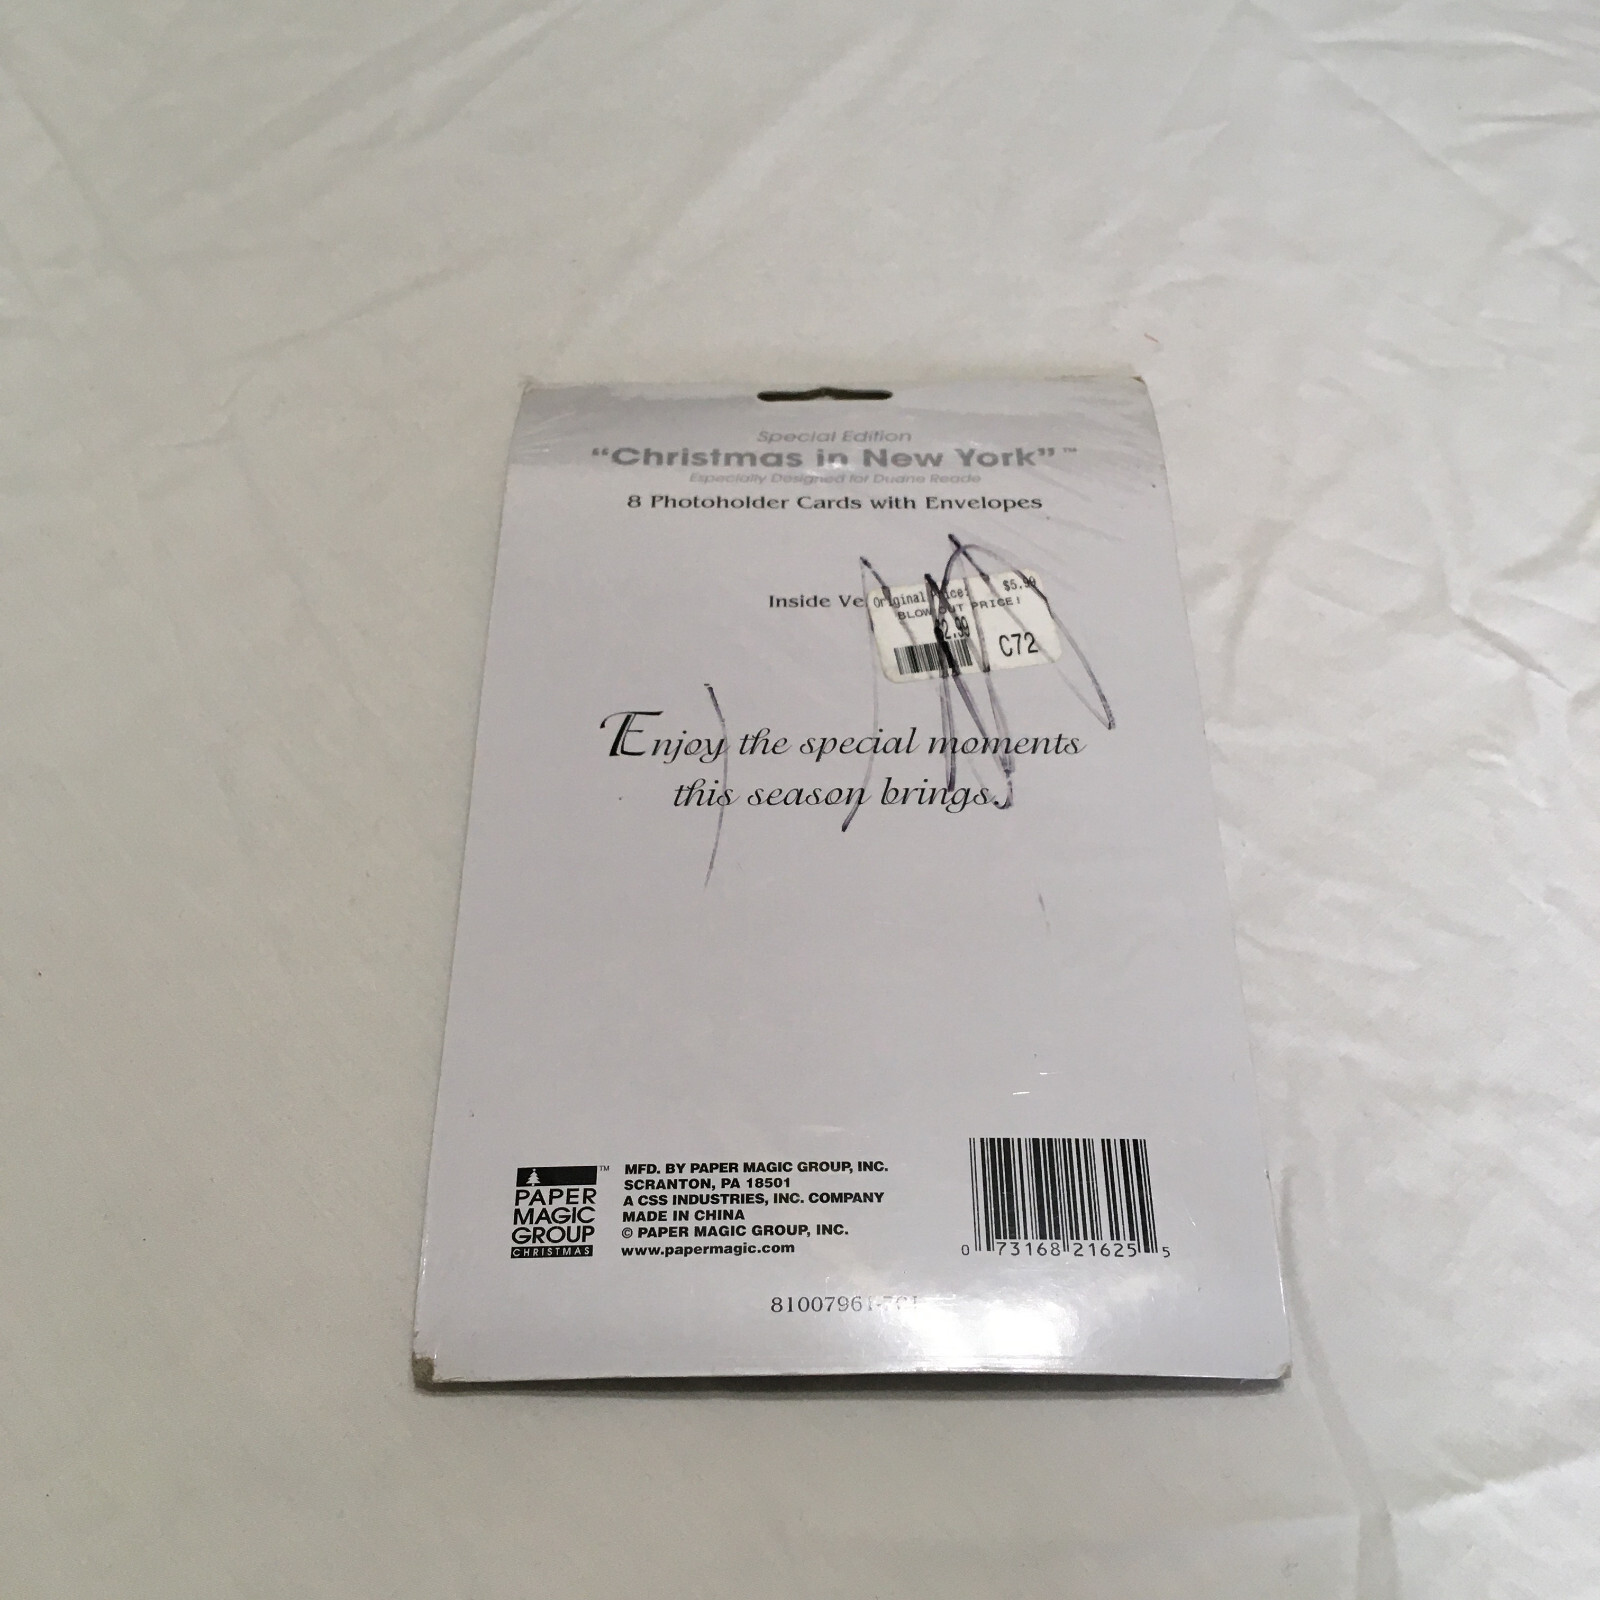 Special Edition
"Christmas in New York"™
Especially Designed for Duane Reade
8 Photoholder Cards with Envelopes
Inside
Original Price: $5.99
BLOW OUT PRICE!
$2.99
C72
Enjoy the special moments
this season brings.
™
PAPER
MAGIC
GROUP
CHRISTMAS
MFD. BY PAPER MAGIC GROUP, INC.
SCRANTON, PA 18501
A CSS INDUSTRIES, INC. COMPANY
MADE IN CHINA
© PAPER MAGIC GROUP, INC.
www.papermagic.com
0 73168 21625 5